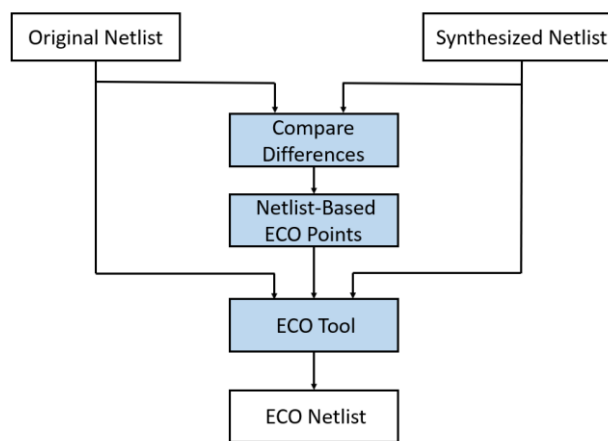 Original Netlist
Synthesized Netlist
Compare
Differences
Netlist-Based
ECO Points
ECO Tool
ECO Netlist